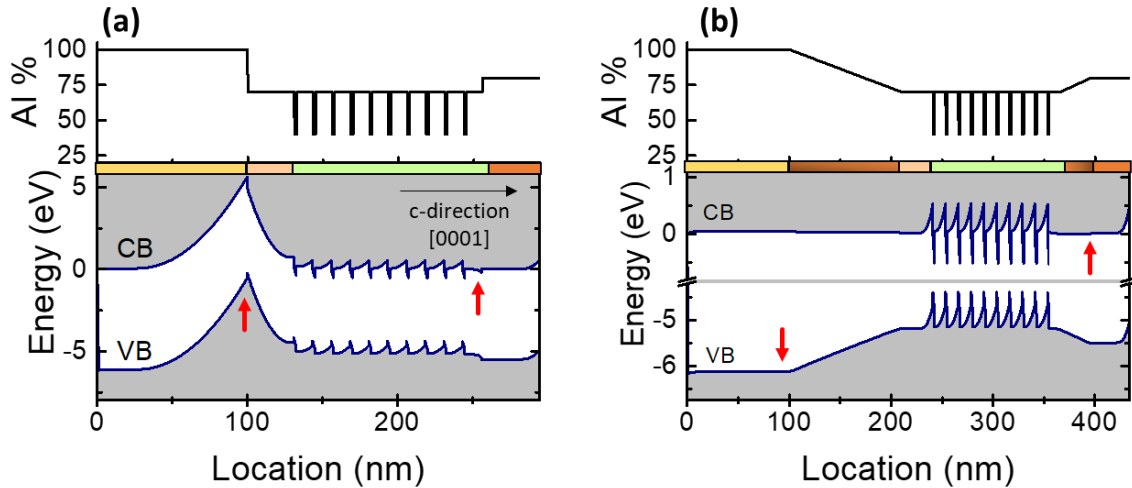 (a)
Al %
100
75
50
25
Energy (eV)
5
0
-5
CB
VB
c-direction
[0001]
0
100
200
Location (nm)
(b)
Al %
100
75
50
25
Energy (eV)
1
0
-5
-6
CB
VB
0
100
200
300
400
Location (nm)